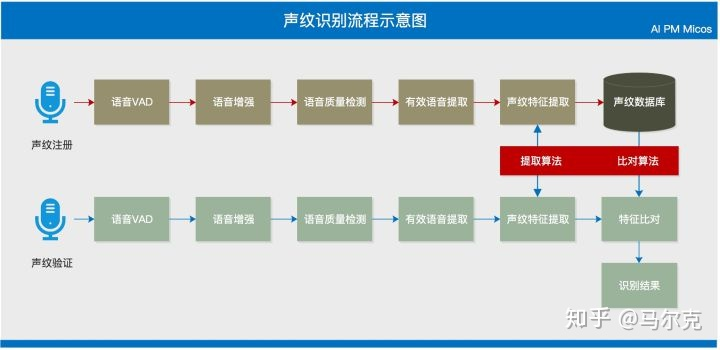 声纹识别流程示意图
AI PM Micos
语音VAD 语音增强 语音质量检测 有效语音提取 声纹特征提取 声纹数据库
声纹注册
提取算法 比对算法
语音VAD 语音增强 语音质量检测 有效语音提取 声纹特征提取 特征比对
声纹验证
识别结果
知乎 @马尔克